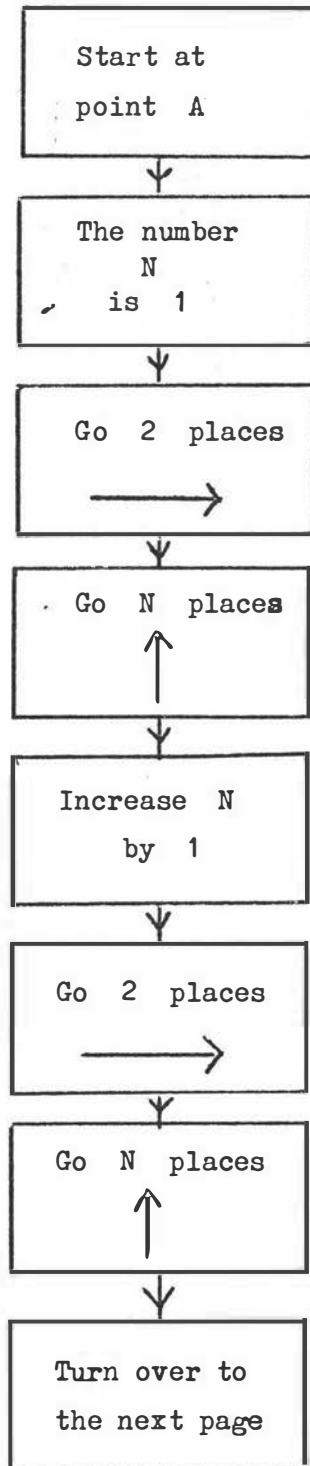 Start at
point A
The number
N
is 1
Go 2 places
Go N places
Increase N
by 1
Go 2 places
Go N places
Turn over to
the next page